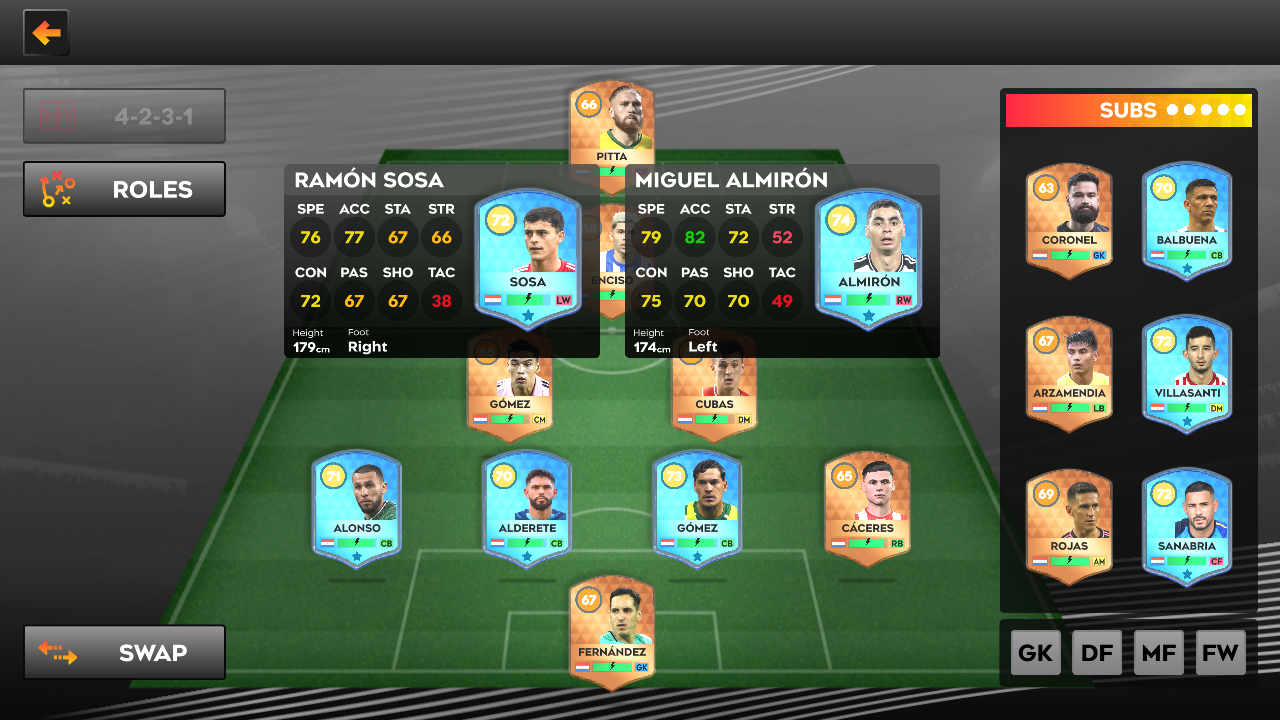 4-2-3-1
ROLES
SWAP
66
PITTA
RAMÓN SOSA
SPE ACC STA STR
76 77 67 66
CON PAS SHO TAC
72 67 67 38
Height
179cm
Foot
Right
72
SOSA
LW
68
ENCISO
MIGUEL ALMIRÓN
SPE ACC STA STR
79 82 72 52
CON PAS SHO TAC
75 70 70 49
Height
174cm
Foot
Left
74
ALMIRÓN
RW
GÓMEZ
CM
CUBAS
DM
71
ALONSO
CB
70
ALDERETE
CB
73
GÓMEZ
CB
65
CÁCERES
RB
67
FERNÁNDEZ
GK
SUBS
63
CORONEL
GK
70
BALBUENA
CB
67
ARZAMENDIA
LB
72
VILLASANTI
DM
69
ROJAS
AM
72
SANABRIA
CF
GK DF MF FW